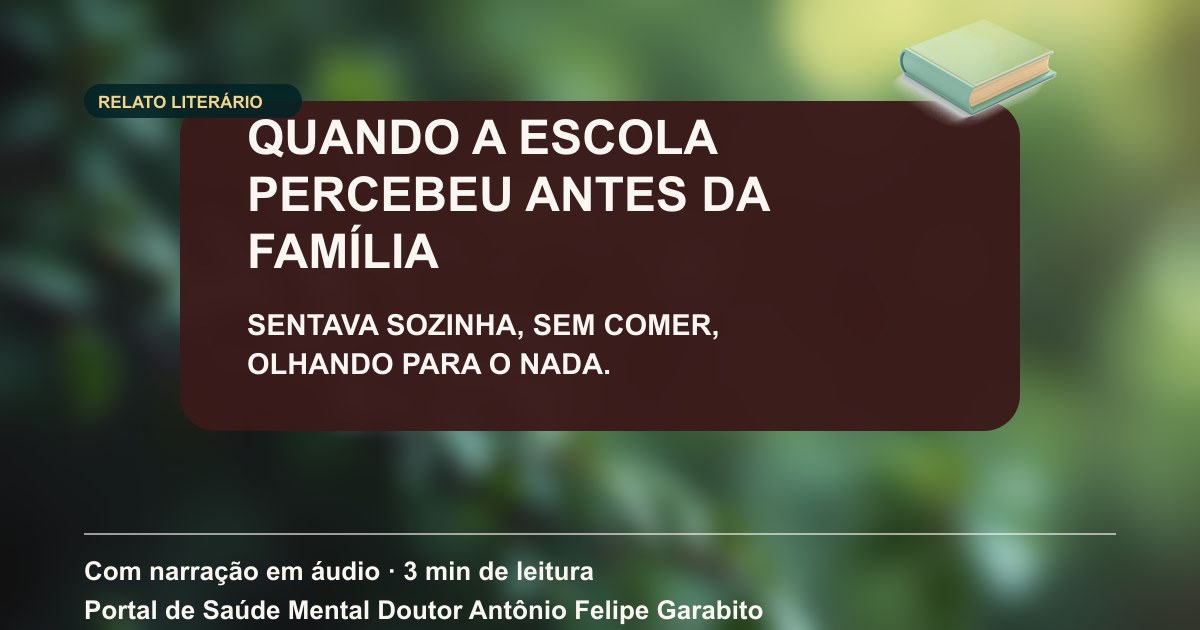 RELATO LITERÁRIO
QUANDO A ESCOLA
PERCEBEU ANTES DA
FAMÍLIA
SENTAVA SOZINHA, SEM COMER,
OLHANDO PARA O NADA.
Com narração em áudio · 3 min de leitura
Portal de Saúde Mental Doutor Antônio Felipe Garabito